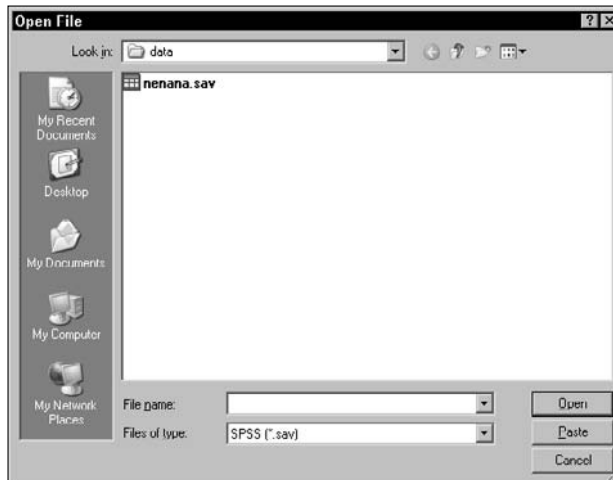 Open File
Look in: data
nenana.sav
My Recent
Documents
Desktop
My Documents
My Computer
My Network
Places
File name:
Files of type: SPSS (*.sav)
Open
Paste
Cancel